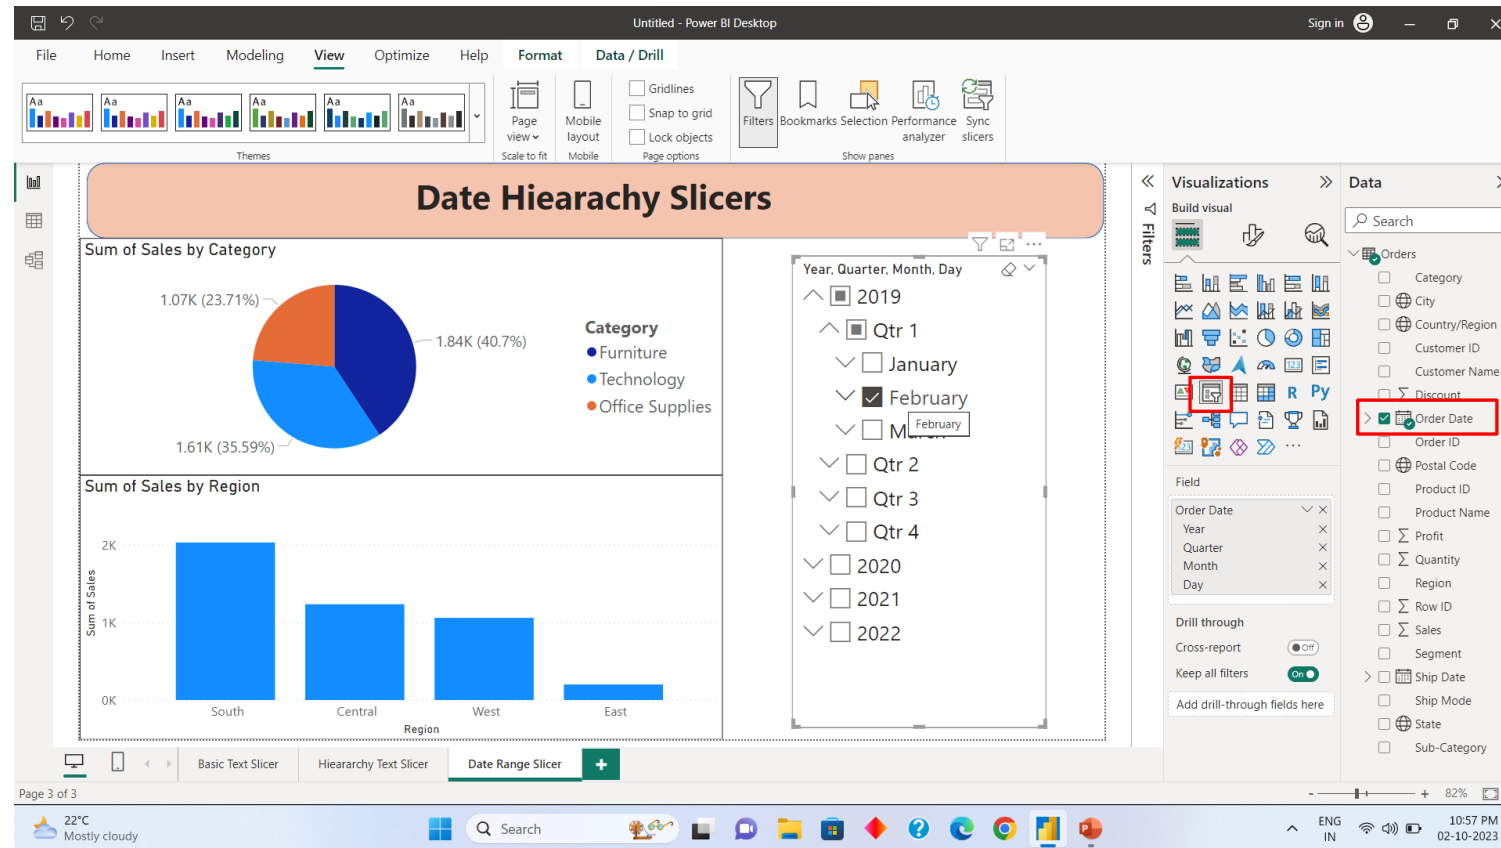 Untitled - Power BI Desktop
Sign in
File Home Insert Modeling View Optimize Help Format Data / Drill
Aa Aa Aa Aa Aa Aa
Themes
Page view
Scale to fit
Mobile layout
Mobile
Gridlines
Snap to grid
Lock objects
Page options
Filters Bookmarks Selection Performance analyzer Sync slicers
Show panes
Date Hiearachy Slicers
Sum of Sales by Category
1.07K (23.71%)
1.84K (40.7%)
1.61K (35.59%)
Category
Furniture
Technology
Office Supplies
Sum of Sales by Region
Sum of Sales
2K
1K
0K
South Central West East
Region
Year, Quarter, Month, Day
2019
Qtr 1
January
February
February
Qtr 2
Qtr 3
Qtr 4
2020
2021
2022
Filters
Visualizations
Build visual
123
R Py
123
Field
Order Date
Year
Quarter
Month
Day
Drill through
Cross-report
Off
Keep all filters
On
Add drill-through fields here
Data
Search
Orders
Category
City
Country/Region
Customer ID
Customer Name
Discount
Order Date
Order ID
Postal Code
Product ID
Product Name
Profit
Quantity
Region
Row ID
Sales
Segment
Ship Date
Ship Mode
State
Sub-Category
Basic Text Slicer Hieararchy Text Slicer Date Range Slicer +
Page 3 of 3
- + 82%
22°C
Mostly cloudy
Search
ENG
IN
10:57 PM
02-10-2023